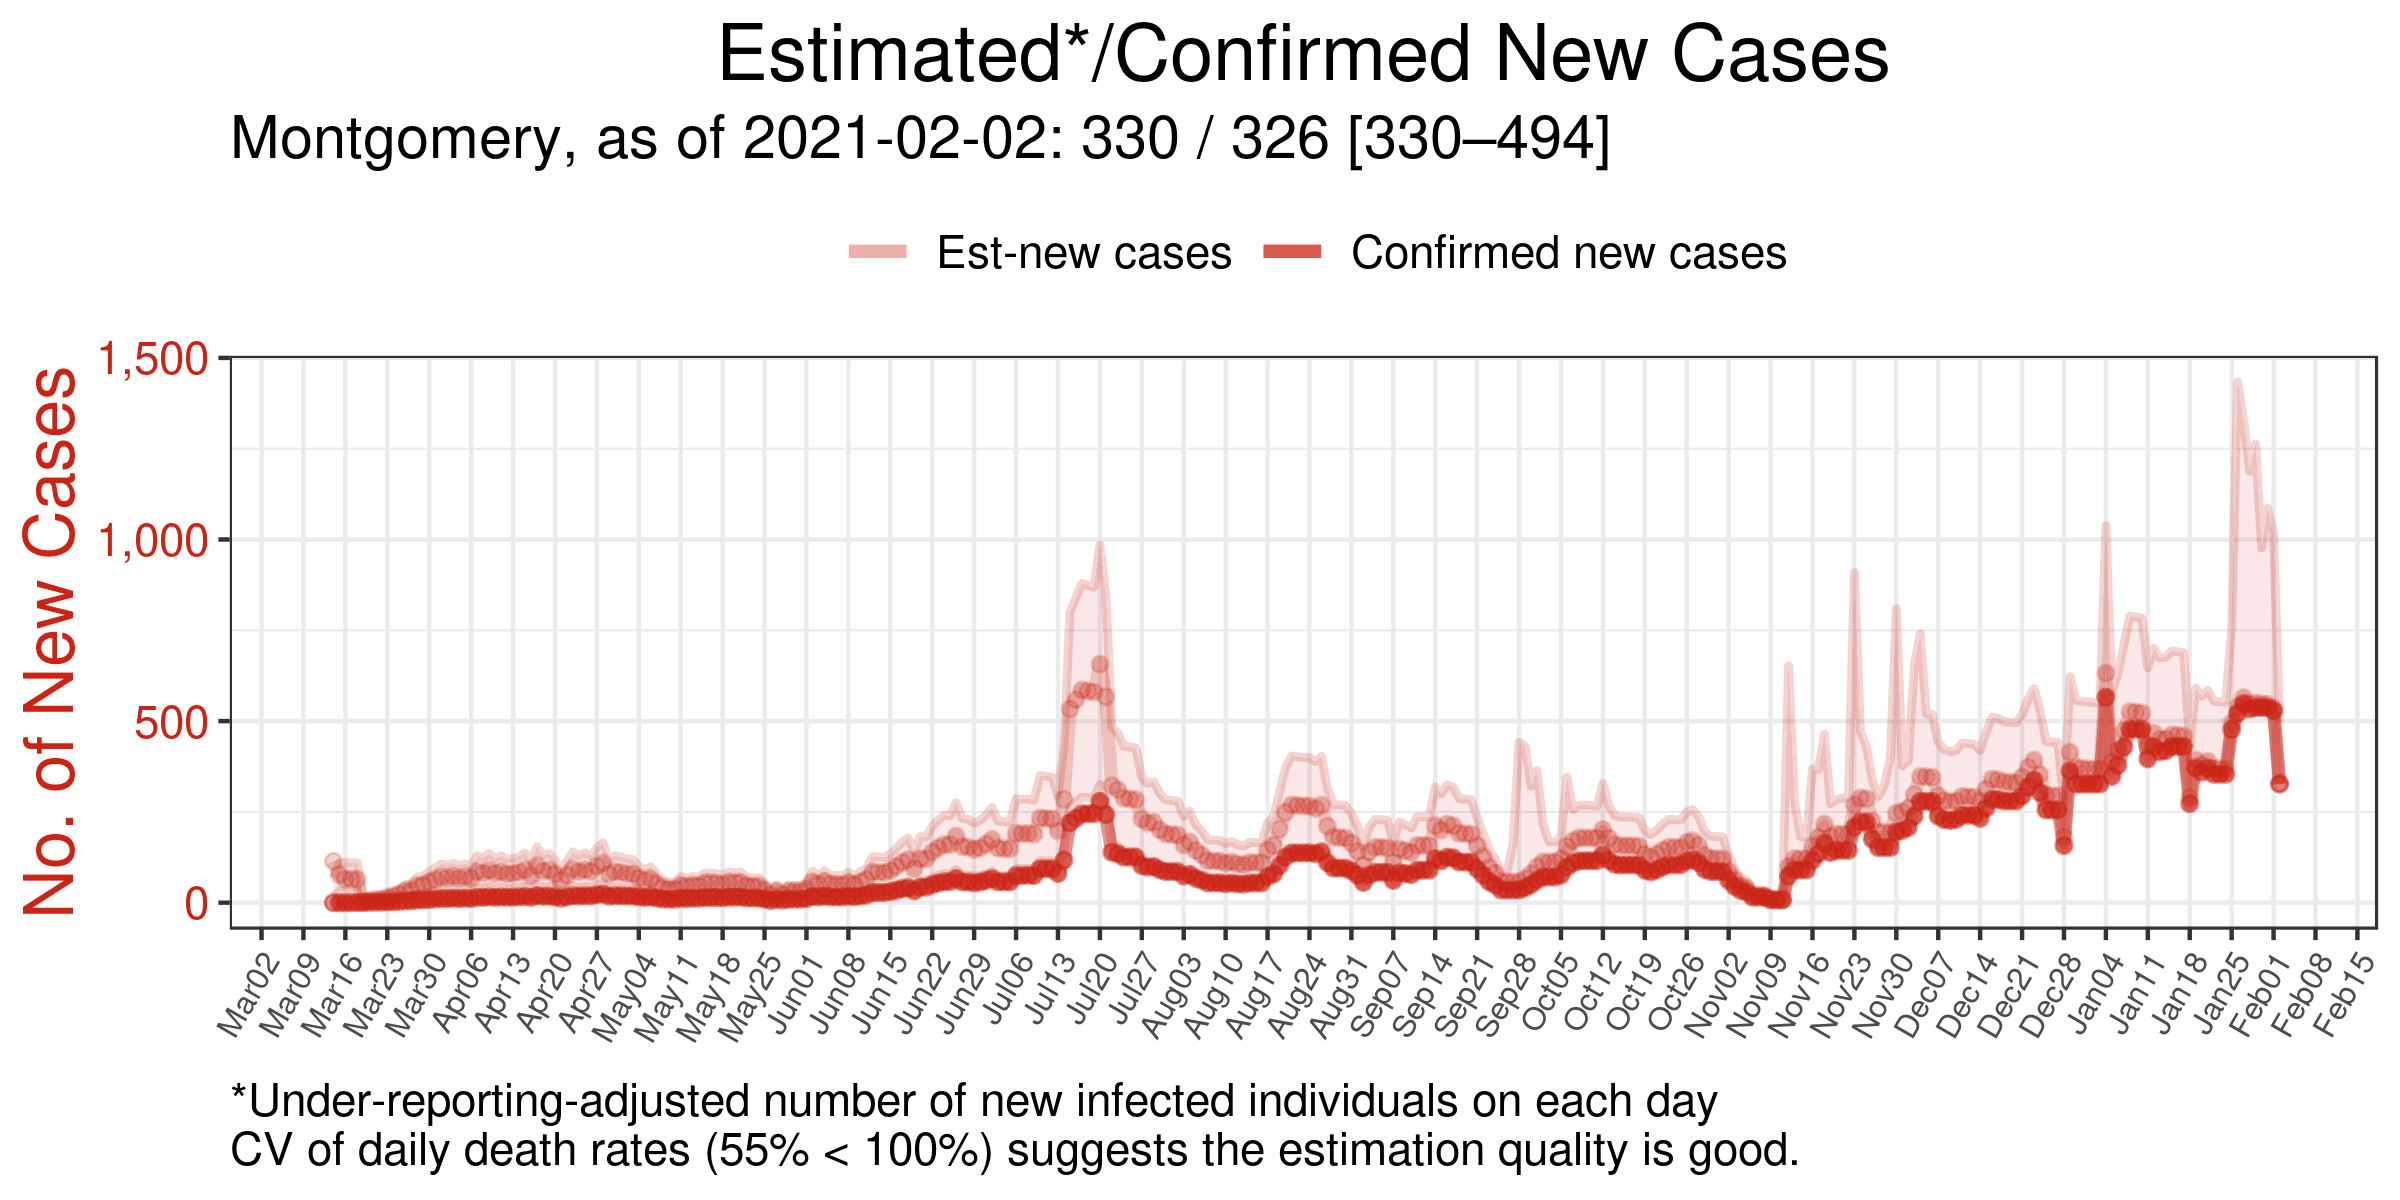 Estimated*/Confirmed New Cases
Montgomery, as of 2021-02-02: 330 / 326 [330–494]
Est-new cases
Confirmed new cases
No. of New Cases
1,500
1,000
500
0
Mar02
Mar09
Mar16
Mar23
Mar30
Apr06
Apr13
Apr20
Apr27
May04
May11
May18
May25
Jun01
Jun08
Jun15
Jun22
Jun29
Jul06
Jul13
Jul20
Jul27
Aug03
Aug10
Aug17
Aug24
Aug31
Sep07
Sep14
Sep21
Sep28
Oct05
Oct12
Oct19
Oct26
Nov02
Nov09
Nov16
Nov23
Nov30
Dec07
Dec14
Dec21
Dec28
Jan04
Jan11
Jan18
Jan25
Feb01
Feb08
Feb15
*Under-reporting-adjusted number of new infected individuals on each day
CV of daily death rates (55% < 100%) suggests the estimation quality is good.